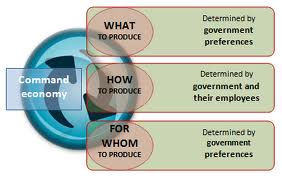 Command
economy
WHAT
TO PRODUCE
Determined by
government
preferences
HOW
TO PRODUCE
Determined by
government and
their employees
FOR
WHOM
TO PRODUCE
Determined by
government
preferences